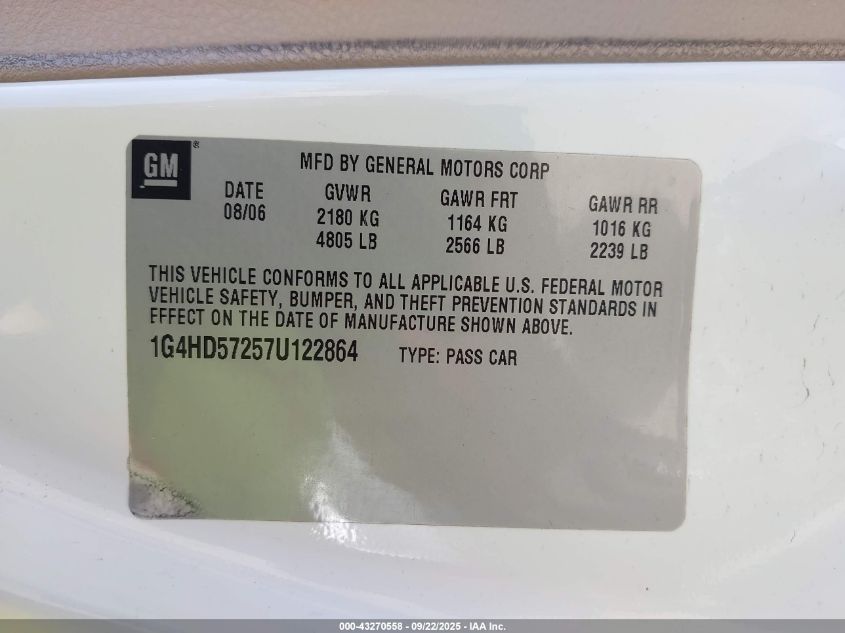 GM®
MFD BY GENERAL MOTORS CORP
DATE GVWR GAWR FRT GAWR RR
08/06 2180 KG 1164 KG 1016 KG
4805 LB 2566 LB 2239 LB
THIS VEHICLE CONFORMS TO ALL APPLICABLE U.S. FEDERAL MOTOR
VEHICLE SAFETY, BUMPER, AND THEFT PREVENTION STANDARDS IN
EFFECT ON THE DATE OF MANUFACTURE SHOWN ABOVE.
1G4HD57257U122864 TYPE: PASS CAR
000-43270558 - 09/22/2025 - IAA Inc.